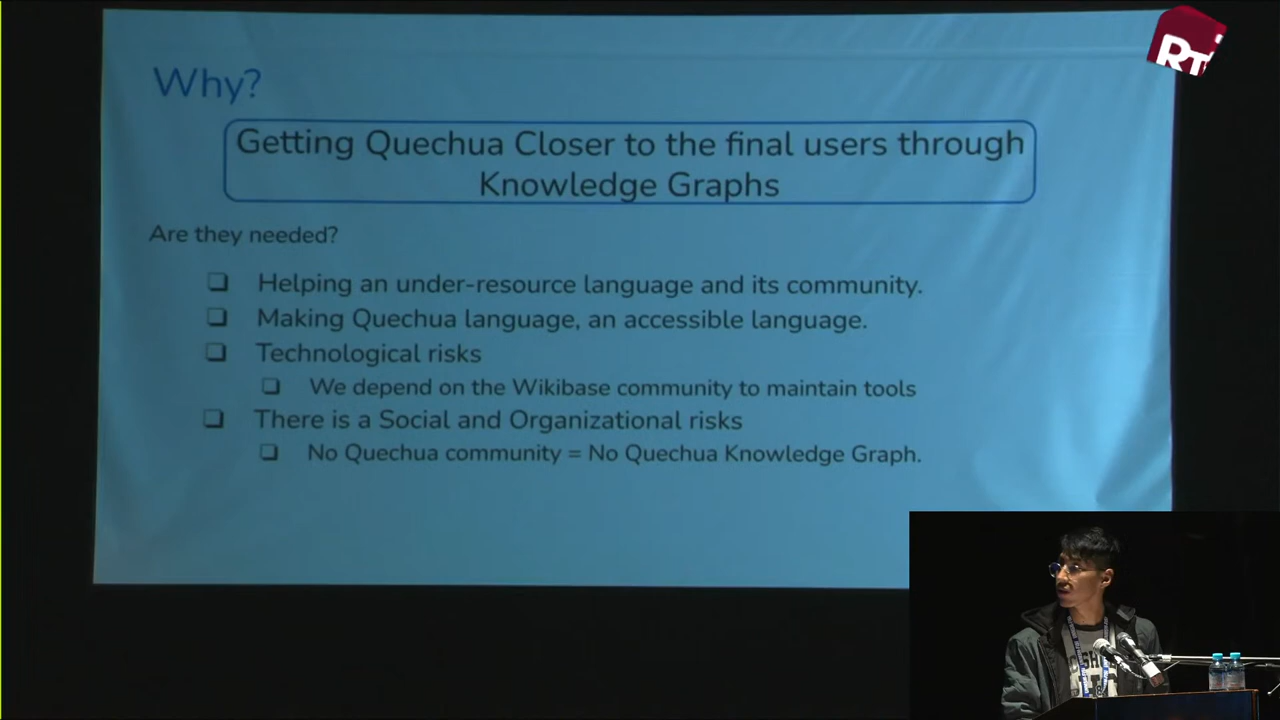 Why?
Getting Quechua Closer to the final users through
Knowledge Graphs
Are they needed?
Helping an under-resource language and its community.
Making Quechua language, an accessible language.
Technological risks
We depend on the Wikibase community to maintain tools
There is a Social and Organizational risks
No Quechua community = No Quechua Knowledge Graph.